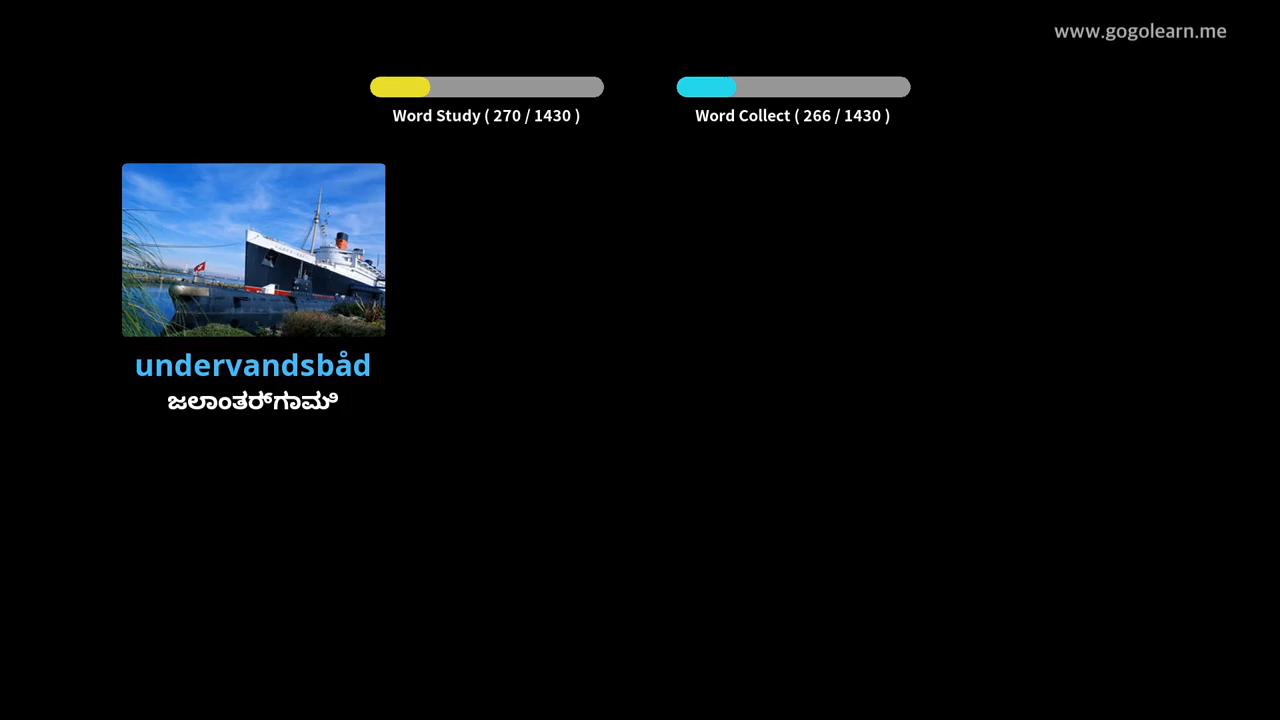 www.gogolearn.me
Word Study ( 270 / 1430 )
Word Collect ( 266 / 1430 )
undervandsbåd
ಜಲಾಂತರ್ಗಾಮಿ